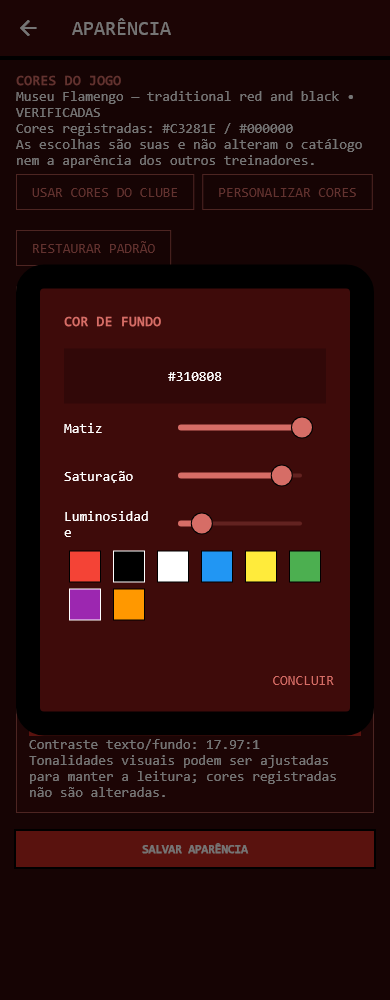 APARÊNCIA
CORES DO JOGO
Museu Flamengo — traditional red and black •
VERIFICADAS
Cores registradas: #C3281E / #000000
As escolhas são suas e não alteram o catálogo
nem a aparência dos outros treinadores.
USAR CORES DO CLUBE
PERSONALIZAR CORES
RESTAURAR PADRÃO
COR DE FUNDO
#310808
Matiz
Saturação
Luminosidad
e
CONCLUIR
Contraste texto/fundo: 17.97:1
Tonalidades visuais podem ser ajustadas
para manter a leitura; cores registradas
não são alteradas.
SALVAR APARÊNCIA